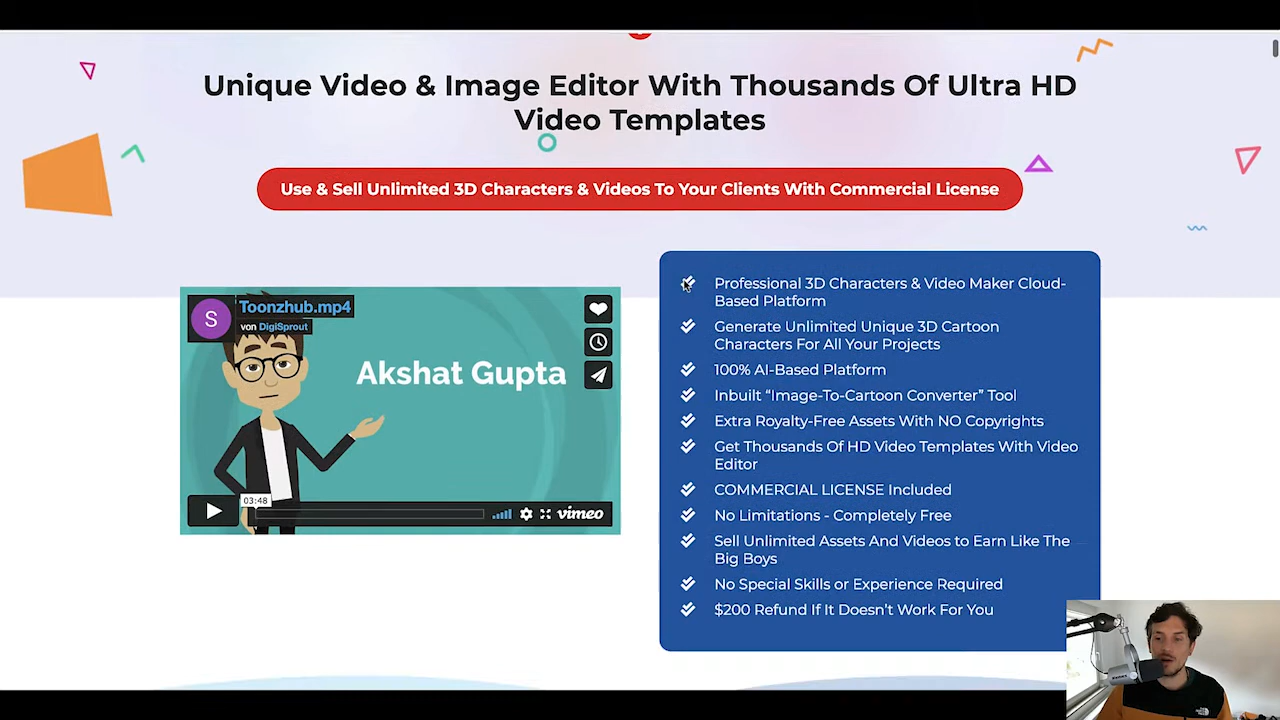 Unique Video & Image Editor With Thousands Of Ultra HD
Video Templates
Use & Sell Unlimited 3D Characters & Videos To Your Clients With Commercial License
S
Toonzhub.mp4
von DigiSprout
Akshat Gupta
03:48
vimeo
Professional 3D Characters & Video Maker Cloud-
Based Platform
Generate Unlimited Unique 3D Cartoon
Characters For All Your Projects
100% AI-Based Platform
Inbuilt “Image-To-Cartoon Converter” Tool
Extra Royalty-Free Assets With NO Copyrights
Get Thousands Of HD Video Templates With Video
Editor
COMMERCIAL LICENSE Included
No Limitations - Completely Free
Sell Unlimited Assets And Videos to Earn Like The
Big Boys
No Special Skills or Experience Required
$200 Refund If It Doesn’t Work For You